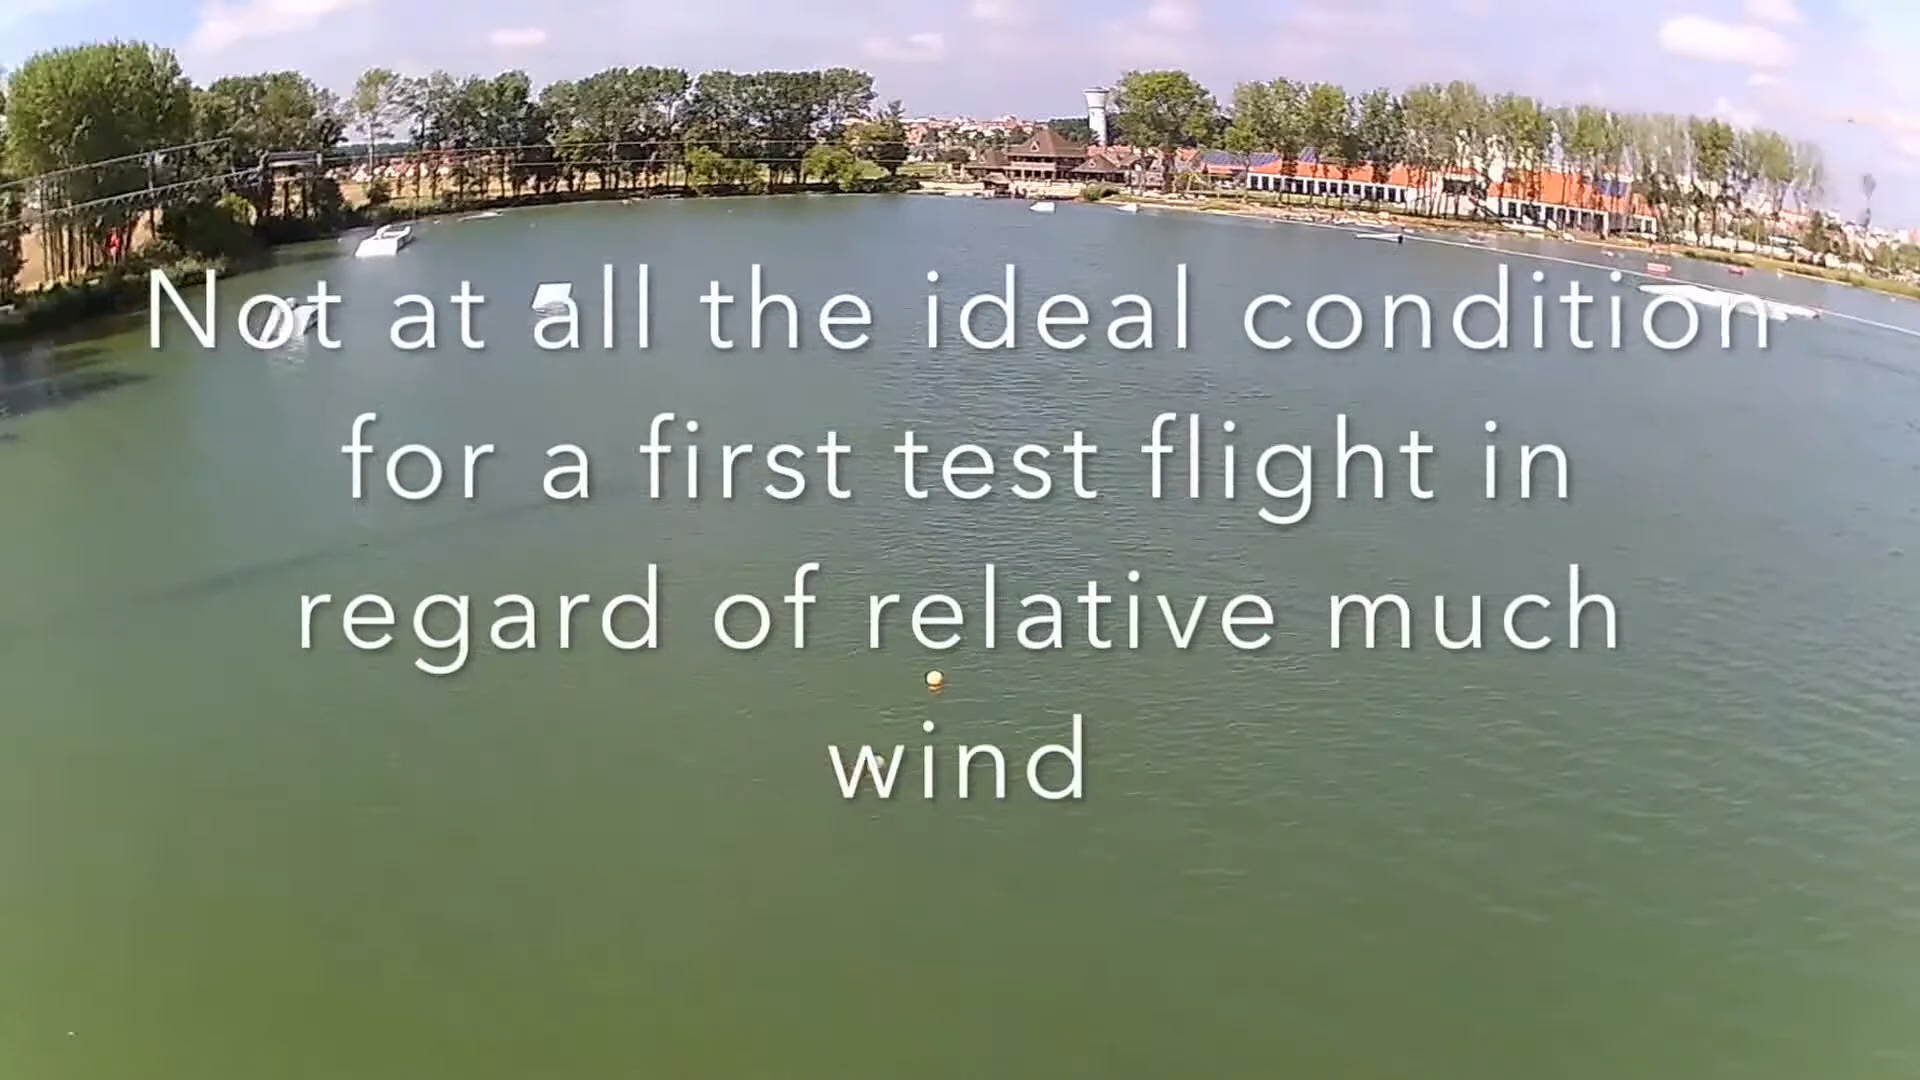 Not at all the ideal condition
for a first test flight in
regard of relative much
wind